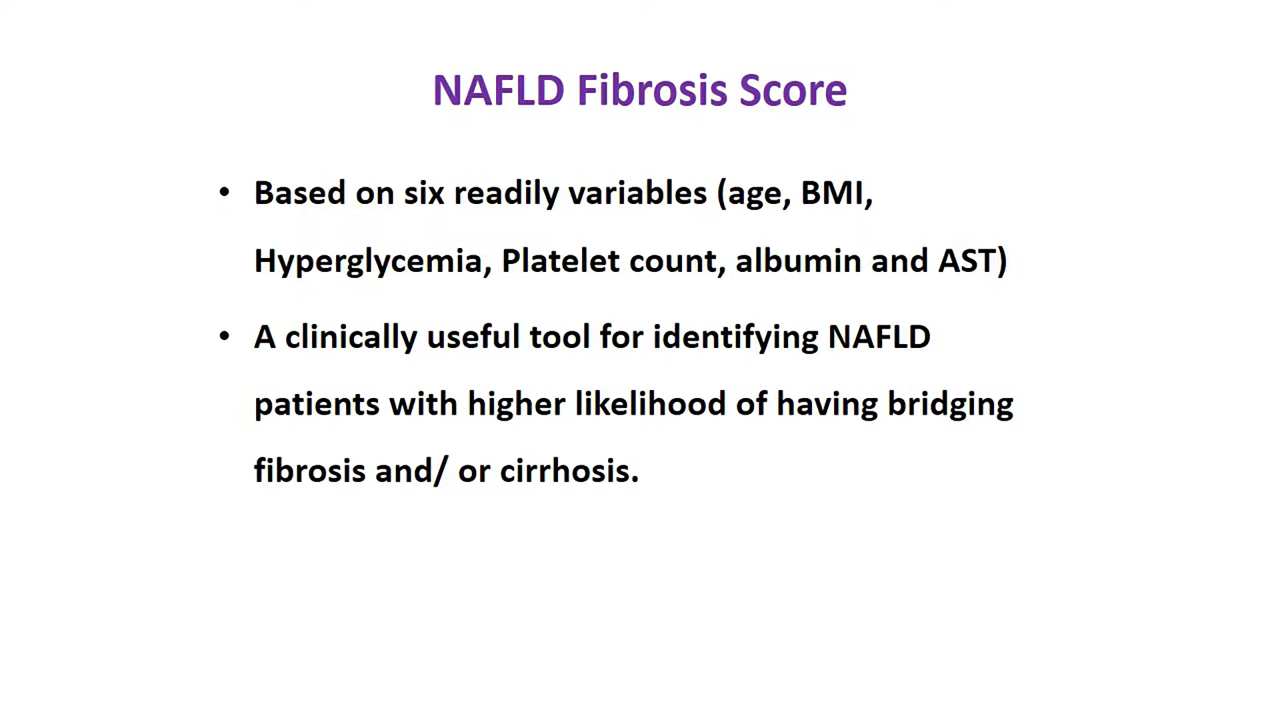 NAFLD Fibrosis Score
• Based on six readily variables (age, BMI,
Hyperglycemia, Platelet count, albumin and AST)
• A clinically useful tool for identifying NAFLD
patients with higher likelihood of having bridging
fibrosis and/ or cirrhosis.